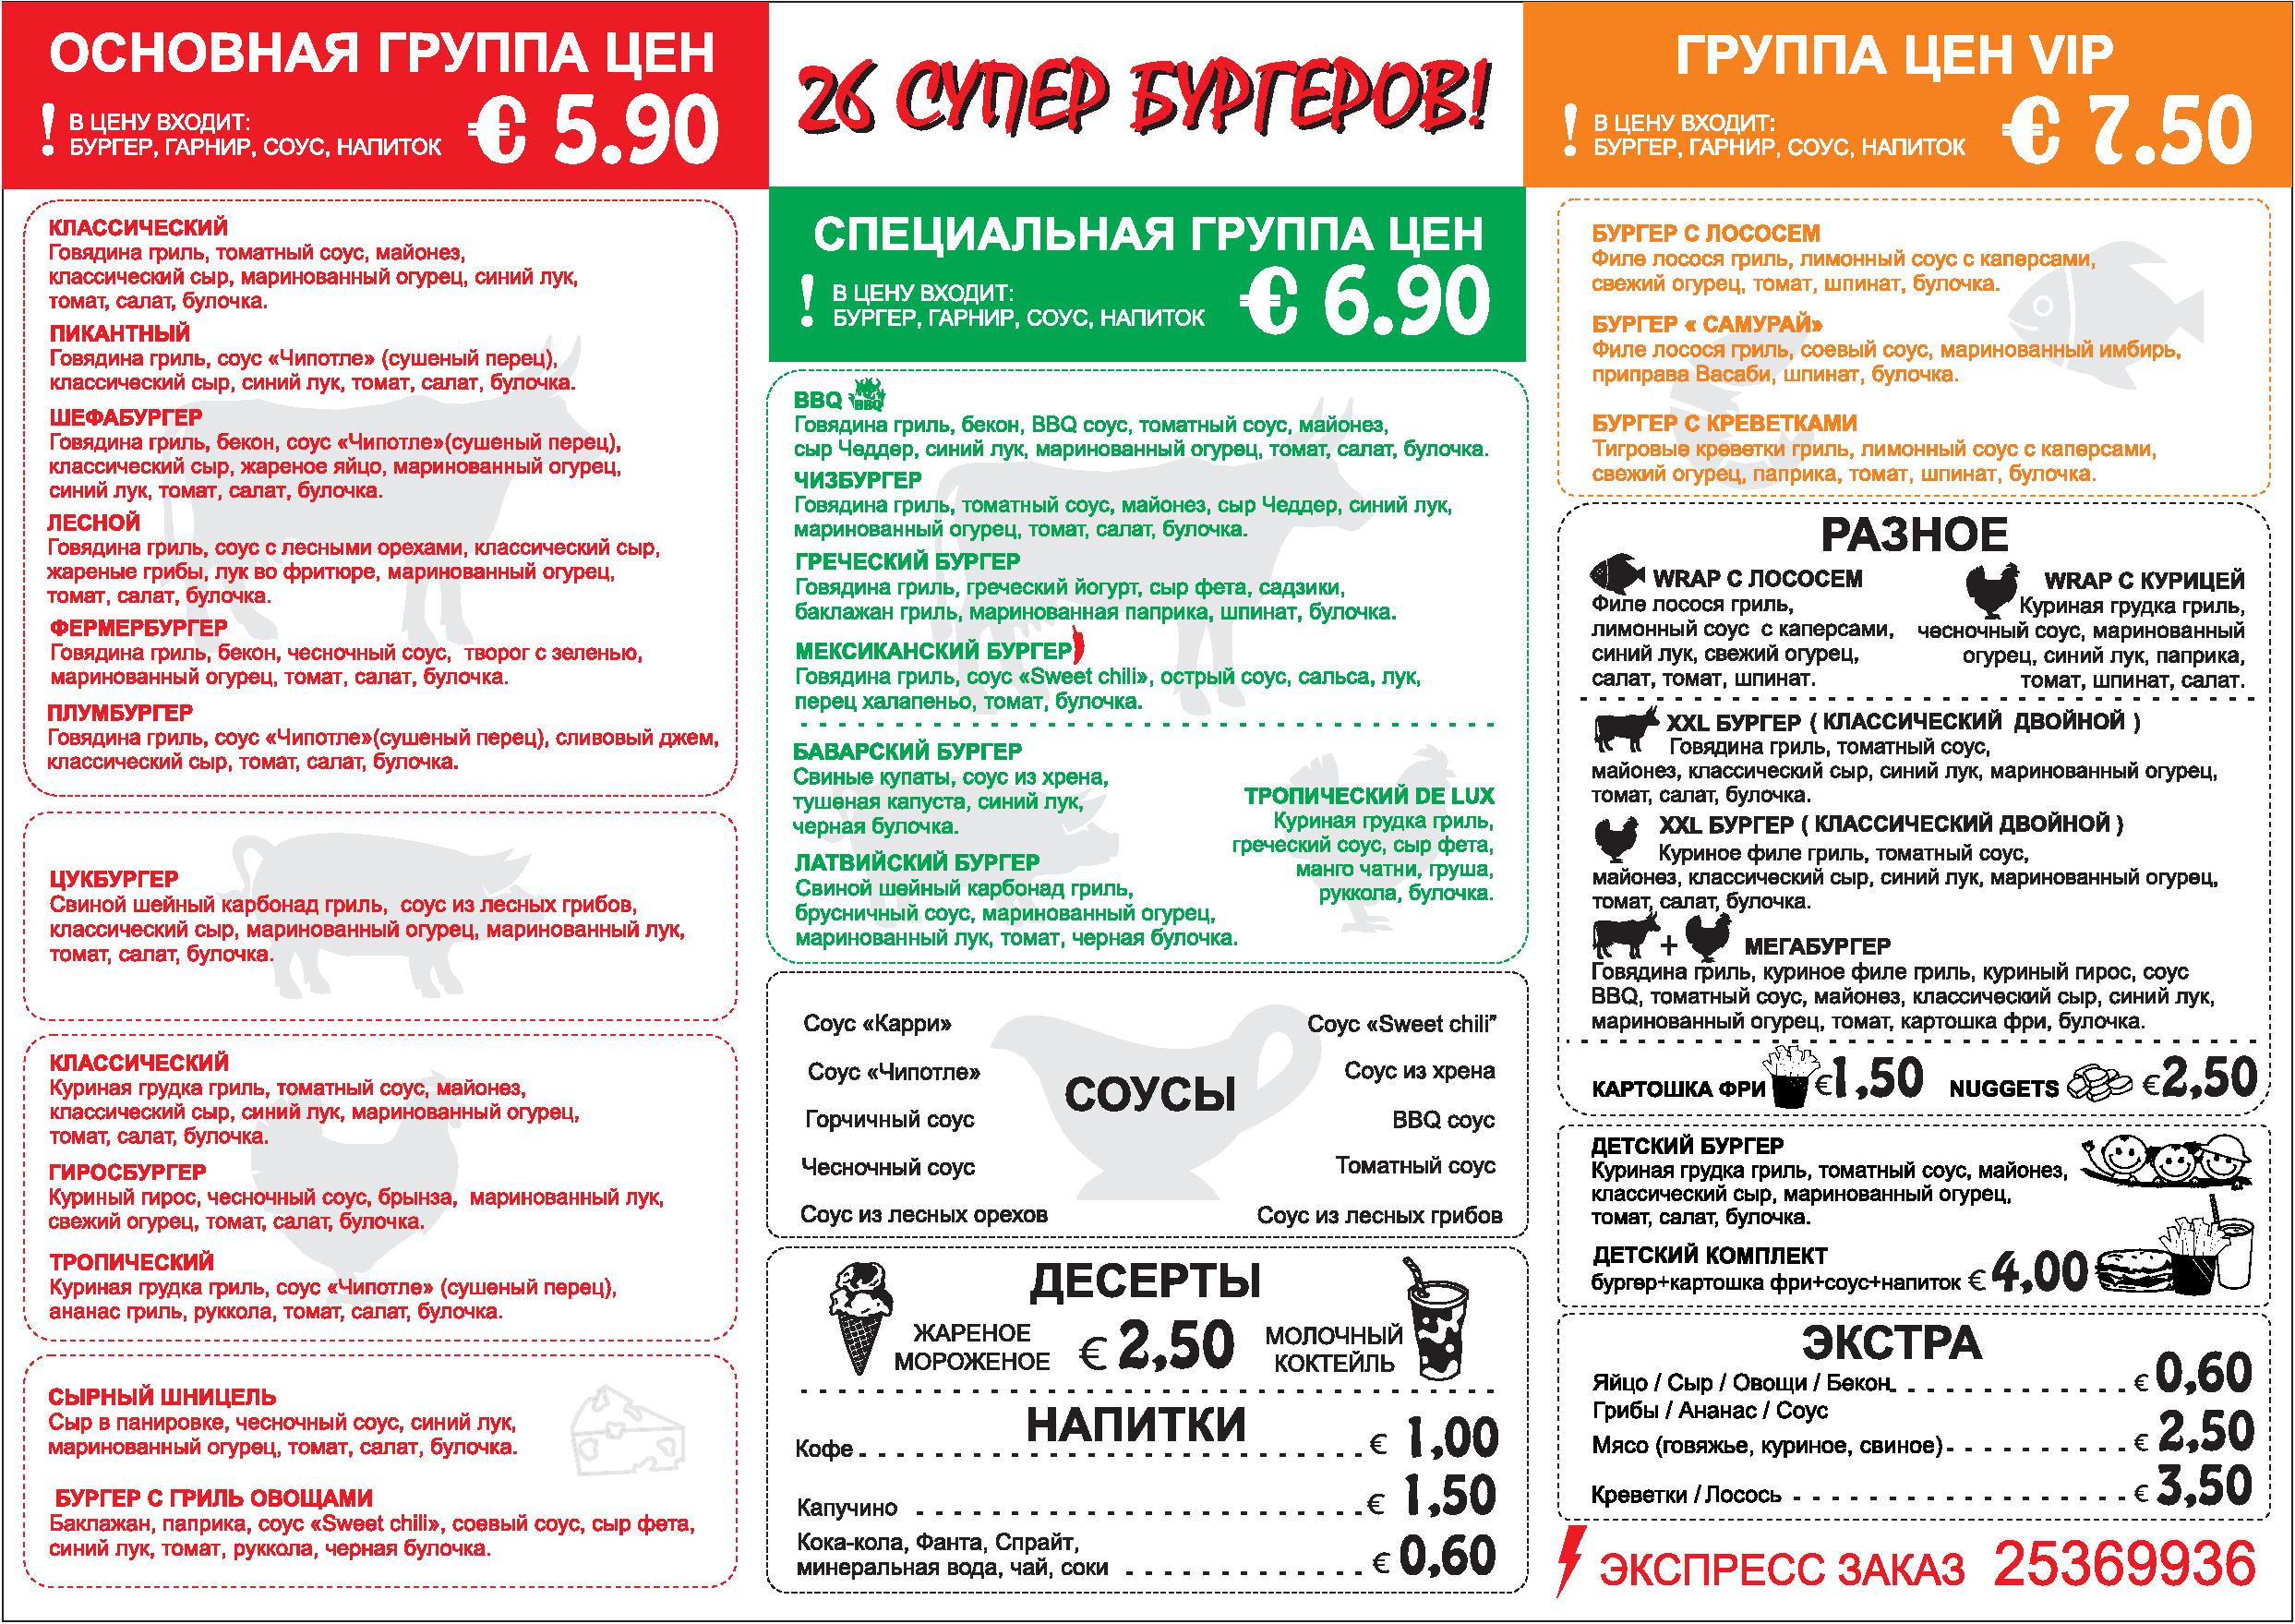 ОСНОВНАЯ ГРУППА ЦЕН
! В ЦЕНУ ВХОДИТ:
БУРГЕР, ГАРНИР, СОУС, НАПИТОК
€ 5.90
КЛАССИЧЕСКИЙ
Говядина гриль, томатный соус, майонез,
классический сыр, маринованный огурец, синий лук,
томат, салат, булочка.
ПИКАНТНЫЙ
Говядина гриль, соус «Чипотле» (сушеный перец),
классический сыр, синий лук, томат, салат, булочка.
ШЕФАБУРГЕР
Говядина гриль, бекон, соус «Чипотле»(сушеный перец),
классический сыр, жареное яйцо, маринованный огурец,
синий лук, томат, салат, булочка.
ЛЕСНОЙ
Говядина гриль, соус с лесными орехами, классический сыр,
жареные грибы, лук во фритюре, маринованный огурец,
томат, салат, булочка.
ФЕРМЕРБУРГЕР
Говядина гриль, бекон, чесночный соус, творог с зеленью,
маринованный огурец, томат, салат, булочка.
ПЛУМБУРГЕР
Говядина гриль, соус «Чипотле»(сушеный перец), сливовый джем,
классический сыр, томат, салат, булочка.
ЦУКБУРГЕР
Свиной шейный карбонад гриль, соус из лесных грибов,
классический сыр, маринованный огурец, маринованный лук,
томат, салат, булочка.
КЛАССИЧЕСКИЙ
Куриная грудка гриль, томатный соус, майонез,
классический сыр, синий лук, маринованный огурец,
томат, салат, булочка.
ГИРОСБУРГЕР
Куриный гирос, чесночный соус, брынза, маринованный лук,
свежий огурец, томат, салат, булочка.
ТРОПИЧЕСКИЙ
Куриная грудка гриль, соус «Чипотле» (сушеный перец),
ананас гриль, руккола, томат, салат, булочка.
СЫРНЫЙ ШНИЦЕЛЬ
Сыр в панировке, чесночный соус, синий лук,
маринованный огурец, томат, салат, булочка.
БУРГЕР С ГРИЛЬ ОВОЩАМИ
Баклажан, паприка, соус «Sweet chili», соевый соус, сыр фета,
синий лук, томат, руккола, черная булочка.
26 СУПЕР БУРГЕРОВ!
СПЕЦИАЛЬНАЯ ГРУППА ЦЕН
! В ЦЕНУ ВХОДИТ:
БУРГЕР, ГАРНИР, СОУС, НАПИТОК
€ 6.90
BBQ BBQ
Говядина гриль, бекон, BBQ соус, томатный соус, майонез,
сыр Чеддер, синий лук, маринованный огурец, томат, салат, булочка.
ЧИЗБУРГЕР
Говядина гриль, томатный соус, майонез, сыр Чеддер, синий лук,
маринованный огурец, томат, салат, булочка.
ГРЕЧЕСКИЙ БУРГЕР
Говядина гриль, греческий йогурт, сыр фета, садзики,
баклажан гриль, маринованная паприка, шпинат, булочка.
МЕКСИКАНСКИЙ БУРГЕР
Говядина гриль, соус «Sweet chili», острый соус, сальса, лук,
перец халапеньо, томат, булочка.
БАВАРСКИЙ БУРГЕР
Свиные купаты, соус из хрена,
тушеная капуста, синий лук,
черная булочка.
ЛАТВИЙСКИЙ БУРГЕР
Свиной шейный карбонад гриль,
брусничный соус, маринованный огурец,
маринованный лук, томат, черная булочка.
ТРОПИЧЕСКИЙ DE LUX
Куриная грудка гриль,
греческий соус, сыр фета,
манго чатни, груша,
руккола, булочка.
СОУСЫ
Соус «Карри»
Соус «Чипотле»
Горчичный соус
Чесночный соус
Соус из лесных орехов
Соус «Sweet chili”
Соус из хрена
BBQ соус
Томатный соус
Соус из лесных грибов
ДЕСЕРТЫ
ЖАРЕНОЕ
МОРОЖЕНОЕ
€ 2,50
МОЛОЧНЫЙ
КОКТЕЙЛЬ
НАПИТКИ
Кофе € 1,00
Капучино € 1,50
Кока-кола, Фанта, Спрайт,
минеральная вода, чай, соки € 0,60
ГРУППА ЦЕН VIP
! В ЦЕНУ ВХОДИТ:
БУРГЕР, ГАРНИР, СОУС, НАПИТОК
€ 7.50
БУРГЕР С ЛОСОСЕМ
Филе лосося гриль, лимонный соус с каперсами,
свежий огурец, томат, шпинат, булочка.
БУРГЕР « САМУРАЙ»
Филе лосося гриль, соевый соус, маринованный имбирь,
приправа Васаби, шпинат, булочка.
БУРГЕР С КРЕВЕТКАМИ
Тигровые креветки гриль, лимонный соус с каперсами,
свежий огурец, паприка, томат, шпинат, булочка.
РАЗНОЕ
WRAP С ЛОСОСЕМ
Филе лосося гриль,
лимонный соус с каперсами,
синий лук, свежий огурец,
салат, томат, шпинат.
WRAP С КУРИЦЕЙ
Куриная грудка гриль,
чесночный соус, маринованный
огурец, синий лук, паприка,
томат, шпинат, салат.
XXL БУРГЕР ( КЛАССИЧЕСКИЙ ДВОЙНОЙ )
Говядина гриль, томатный соус,
майонез, классический сыр, синий лук, маринованный огурец,
томат, салат, булочка.
XXL БУРГЕР ( КЛАССИЧЕСКИЙ ДВОЙНОЙ )
Куриное филе гриль, томатный соус,
майонез, классический сыр, синий лук, маринованный огурец,
томат, салат, булочка.
+ МЕГАБУРГЕР
Говядина гриль, куриное филе гриль, куриный гирос, соус
BBQ, томатный соус, майонез, классический сыр, синий лук,
маринованный огурец, томат, картошка фри, булочка.
КАРТОШКА ФРИ €1,50 NUGGETS €2,50
ДЕТСКИЙ БУРГЕР
Куриная грудка гриль, томатный соус, майонез,
классический сыр, маринованный огурец,
томат, салат, булочка.
ДЕТСКИЙ КОМПЛЕКТ
бургер+картошка фри+соус+напиток € 4,00
ЭКСТРА
Яйцо / Сыр / Овощи / Бекон € 0,60
Грибы / Ананас / Соус
Мясо (говяжье, куриное, свиное) € 2,50
Креветки / Лосось € 3,50
ЭКСПРЕСС ЗАКАЗ 25369936